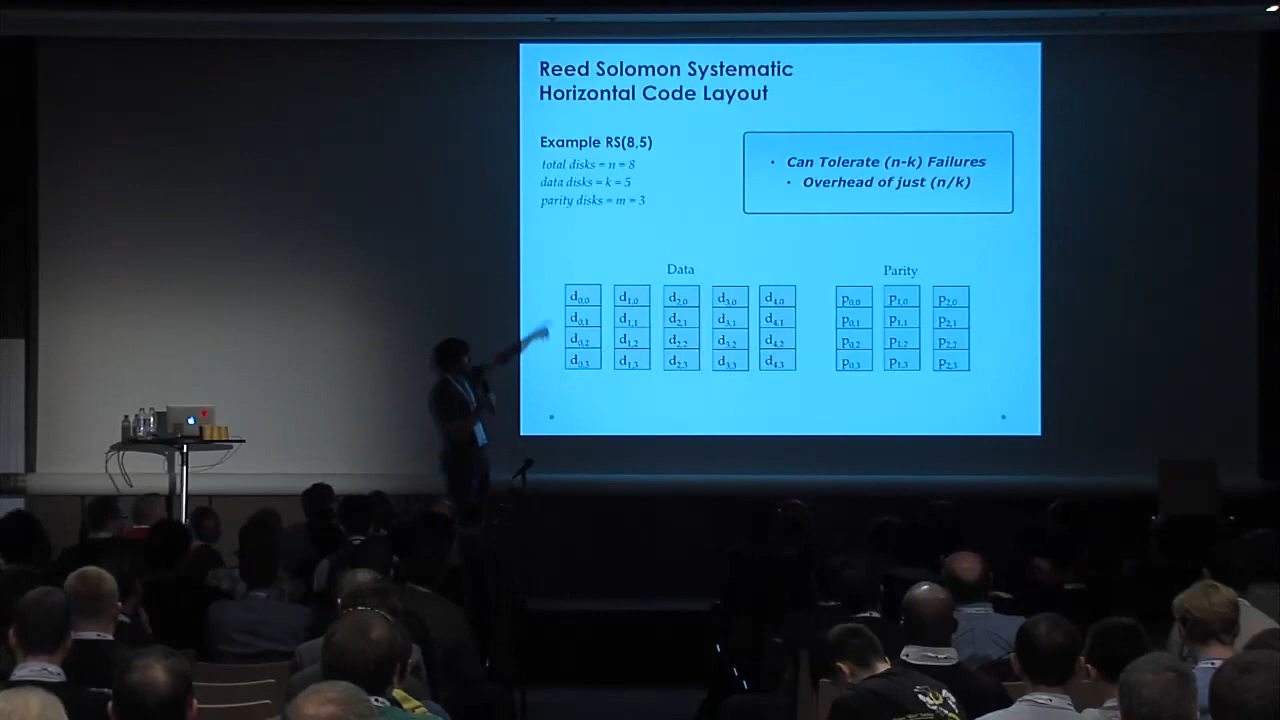 Reed Solomon Systematic
Horizontal Code Layout
Example RS(8,5)
total disks = n = 8
data disks = k = 5
parity disks = m = 3
• Can Tolerate (n-k) Failures
• Overhead of just (n/k)
Data Parity
d0,0 d1,0 d2,0 d3,0 d4,0 p0,0 p1,0 p2,0
d0,1 d1,1 d2,1 d3,1 d4,1 p0,1 p1,1 p2,1
d0,2 d1,2 d2,2 d3,2 d4,2 p0,2 p1,2 p2,2
d0,3 d1,3 d2,3 d3,3 d4,3 p0,3 p1,3 p2,3